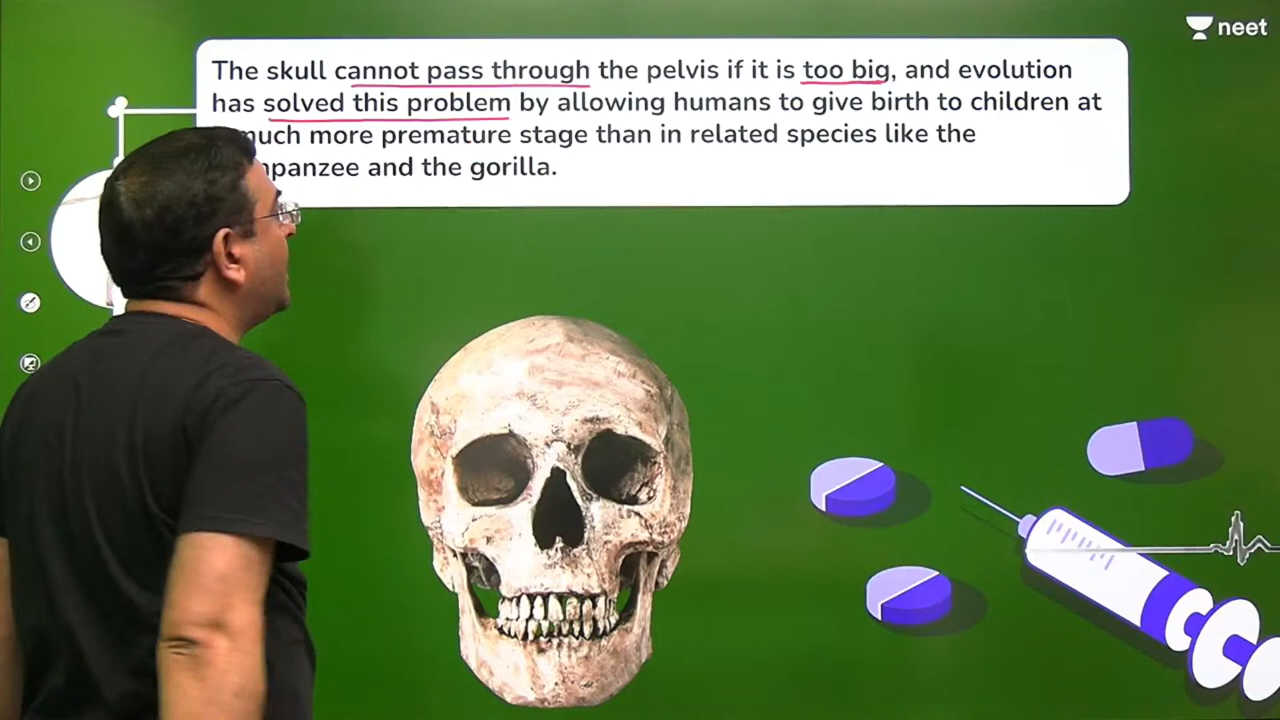 neet
The skull cannot pass through the pelvis if it is too big, and evolution
has solved this problem by allowing humans to give birth to children at
much more premature stage than in related species like the
and the gorilla.